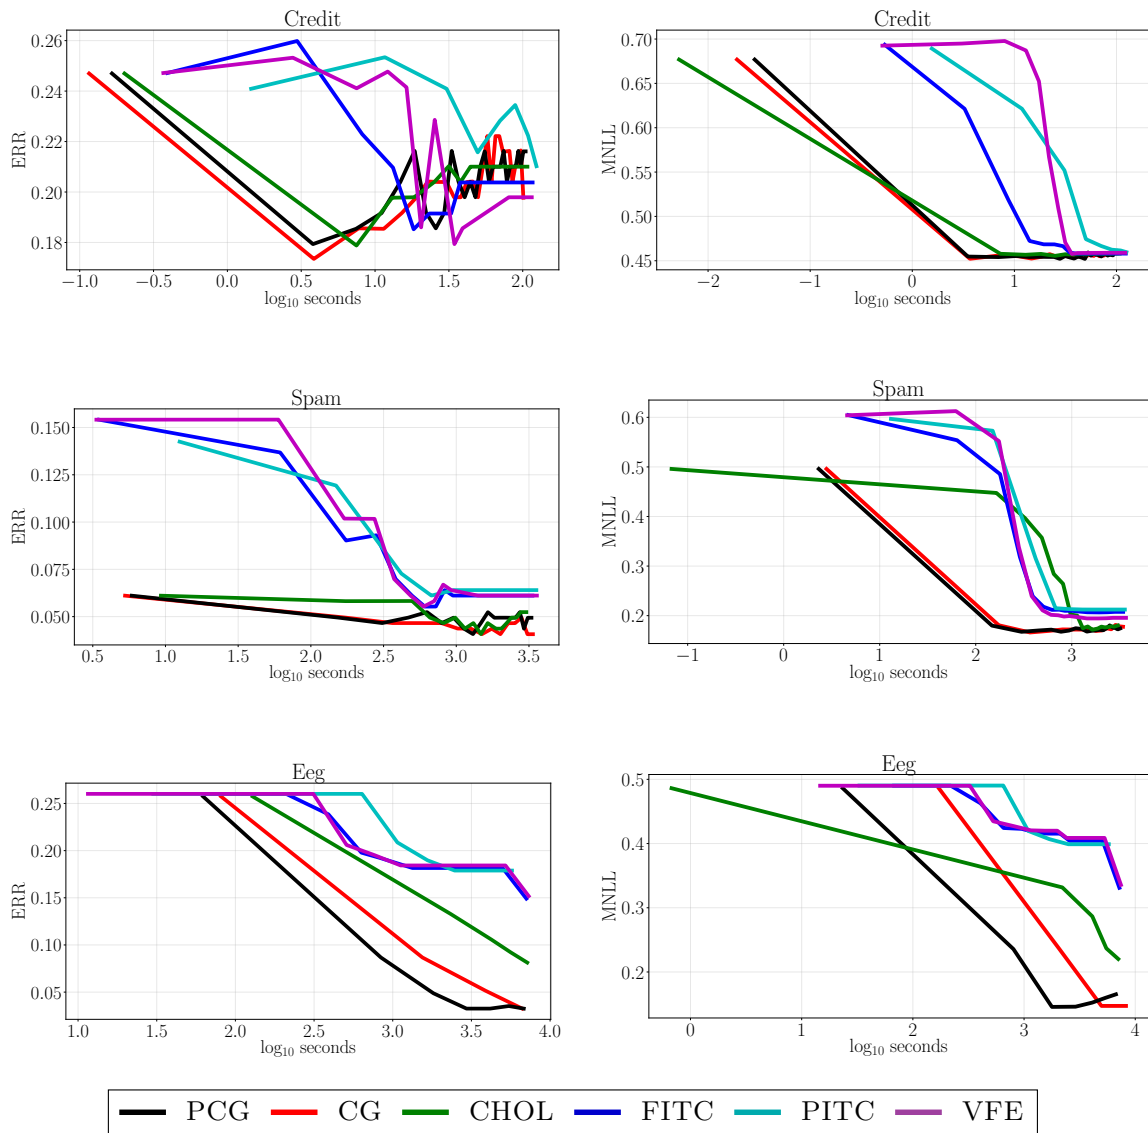 Credit
0.26
0.24
0.22
0.20
0.18
ERR
−1.0 −0.5 0.0 0.5 1.0 1.5 2.0
log10 seconds
Credit
0.70
0.65
0.60
0.55
0.50
0.45
MNLL
−2 −1 0 1 2
log10 seconds
Spam
0.150
0.125
0.100
0.075
0.050
ERR
0.5 1.0 1.5 2.0 2.5 3.0 3.5
log10 seconds
Spam
0.6
0.5
0.4
0.3
0.2
MNLL
−1 0 1 2 3
log10 seconds
Eeg
0.25
0.20
0.15
0.10
0.05
ERR
1.0 1.5 2.0 2.5 3.0 3.5 4.0
log10 seconds
Eeg
0.5
0.4
0.3
0.2
MNLL
0 1 2 3 4
log10 seconds
PCG CG CHOL FITC PITC VFE